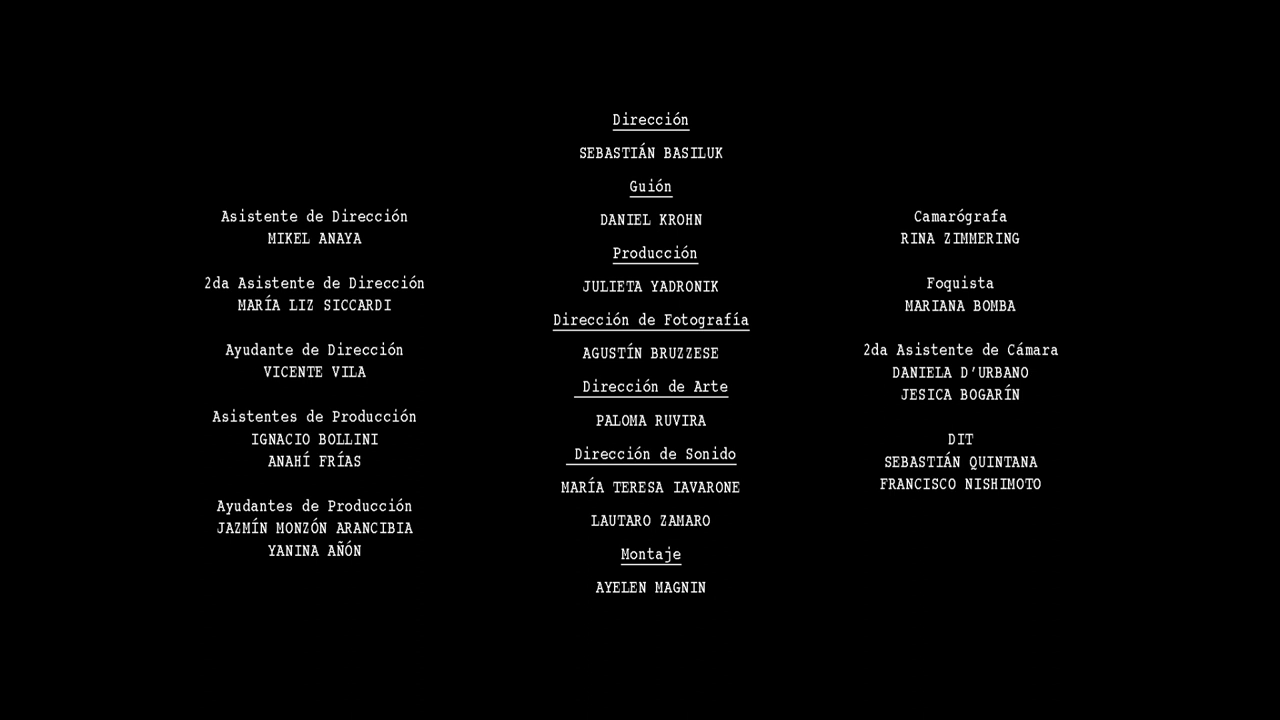 Asistente de Dirección
MIKEL ANAYA
2da Asistente de Dirección
MARÍA LIZ SICCARDI
Ayudante de Dirección
VICENTE VILA
Asistentes de Producción
IGNACIO BOLLINI
ANAHÍ FRÍAS
Ayudantes de Producción
JAZMÍN MONZÓN ARANCIBIA
YANINA AÑÓN
Dirección
SEBASTIÁN BASILUK
Guión
DANIEL KROHN
Producción
JULIETA YADRONIK
Dirección de Fotografía
AGUSTÍN BRUZZESE
Dirección de Arte
PALOMA RUVIRA
Dirección de Sonido
MARÍA TERESA IAVARONE
LAUTARO ZAMARO
Montaje
AYELEN MAGNIN
Camarógrafa
RINA ZIMMERING
Foquista
MARIANA BOMBA
2da Asistente de Cámara
DANIELA D’URBANO
JESICA BOGARÍN
DIT
SEBASTIÁN QUINTANA
FRANCISCO NISHIMOTO